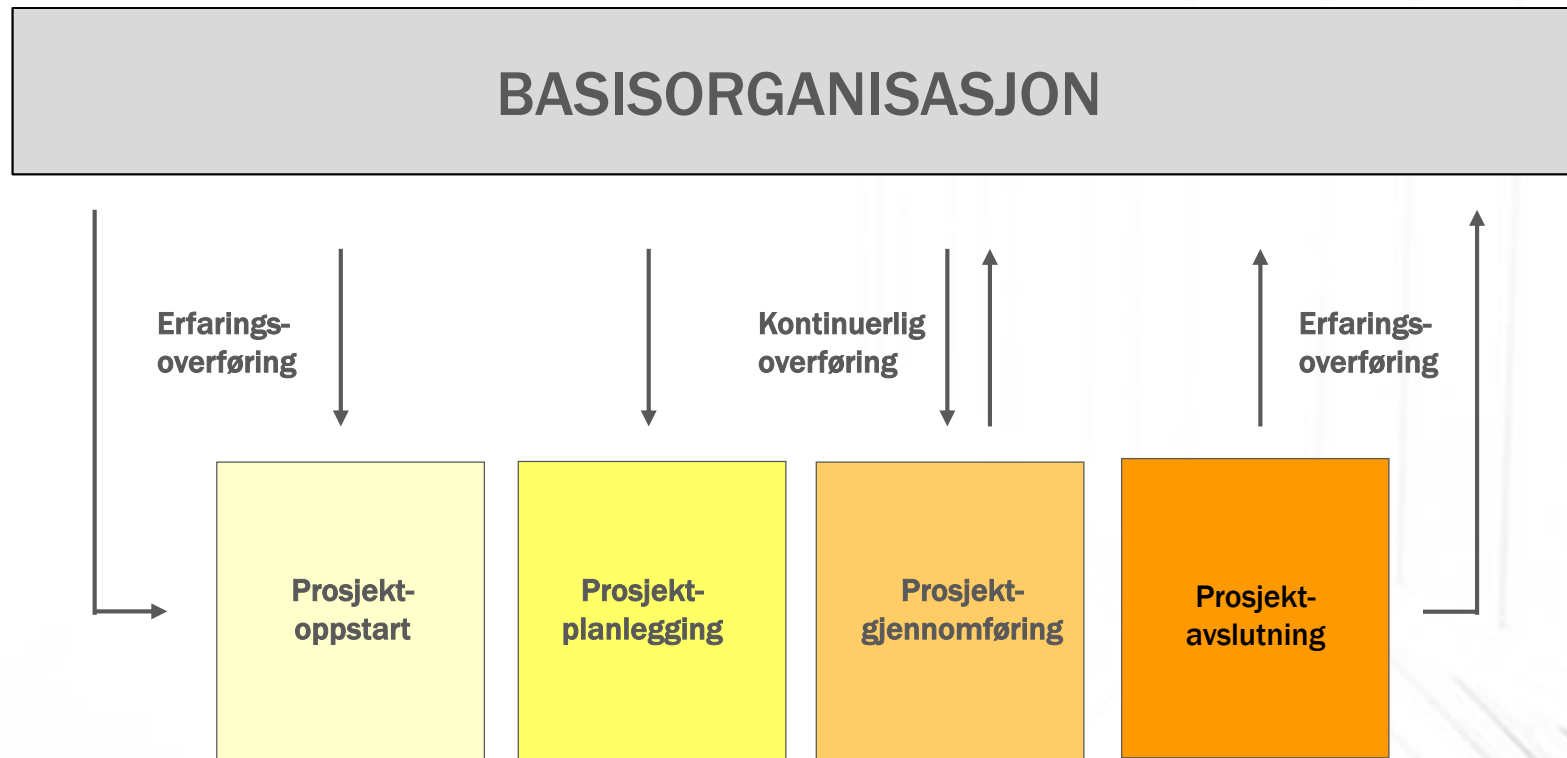 BASISORGANISASJON
Erfarings-
overføring
Kontinuerlig
overføring
Erfarings-
overføring
Prosjekt-
oppstart
Prosjekt-
planlegging
Prosjekt-
gjennomføring
Prosjekt-
avslutning